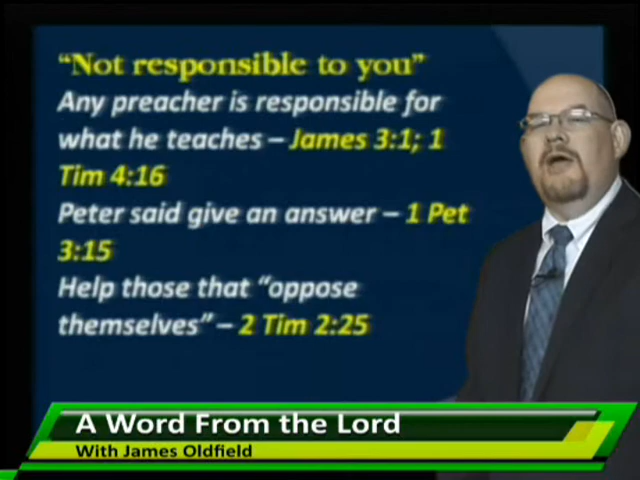 “Not responsible to you”
Any preacher is responsible for
what he teaches – James 3:1; 1
Tim 4:16
Peter said give an answer – 1 Pet
3:15
Help those that “oppose
themselves” – 2 Tim 2:25
A Word From the Lord
With James Oldfield